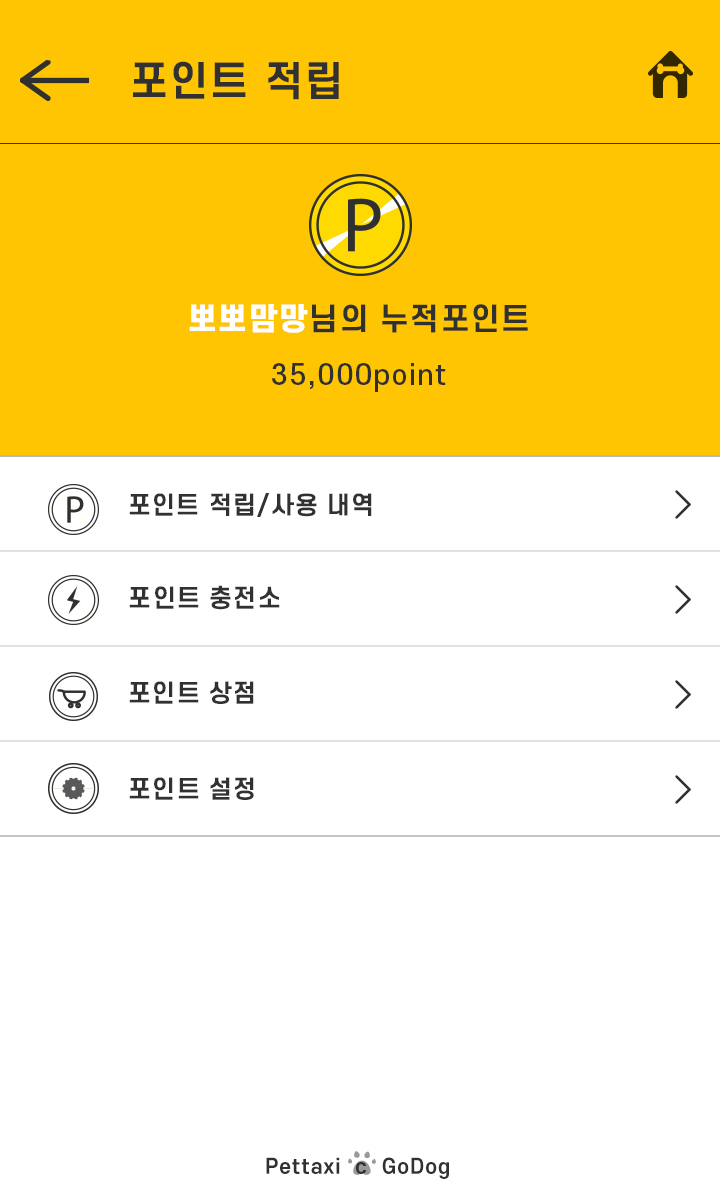 포인트 적립
P
뽀뽀맘망님의 누적포인트
35,000point
P
포인트 적립/사용 내역
포인트 충전소
포인트 상점
포인트 설정
Pettaxi c GoDog